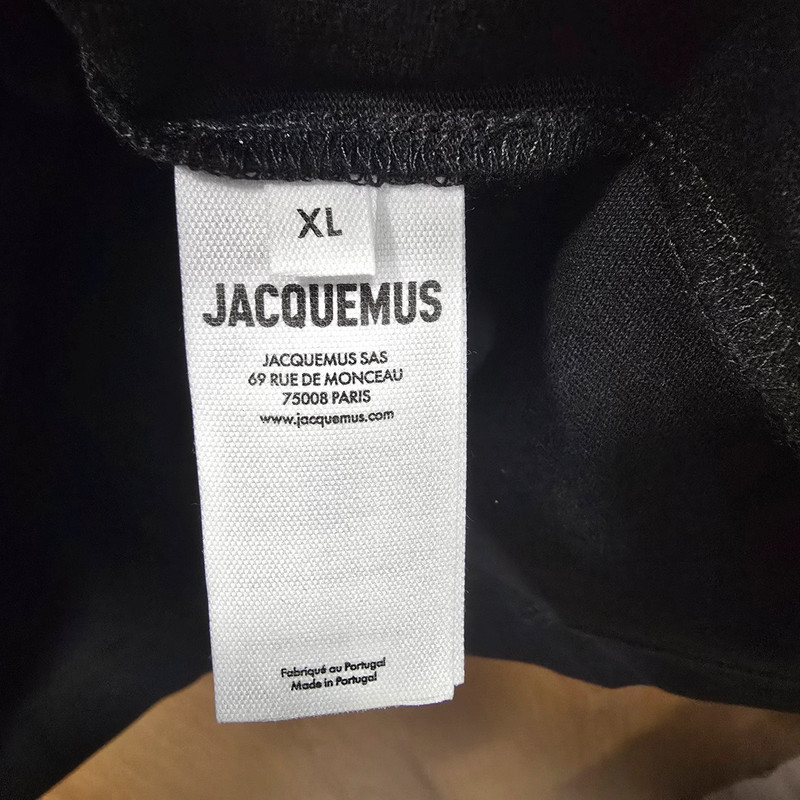 XL
JACQUEMUS
JACQUEMUS SAS
69 RUE DE MONCEAU
75008 PARIS
www.jacquemus.com
Fabriqué au Portugal
Made in Portugal